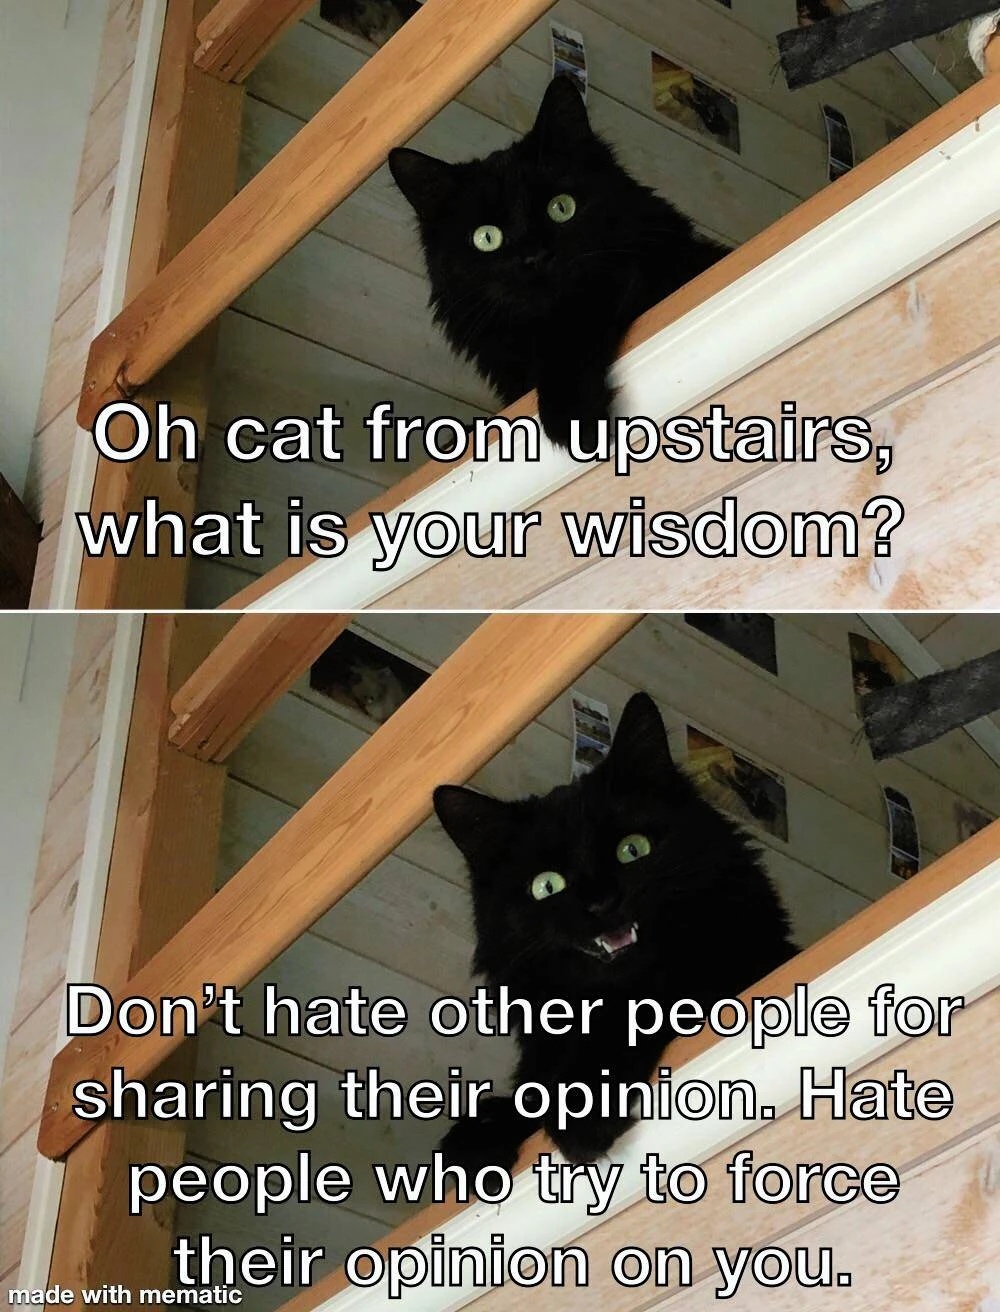 Oh cat from upstairs,
what is your wisdom?
Don't hate other people for
sharing their opinion. Hate
people who try to force
their opinion on you.
made with mematic